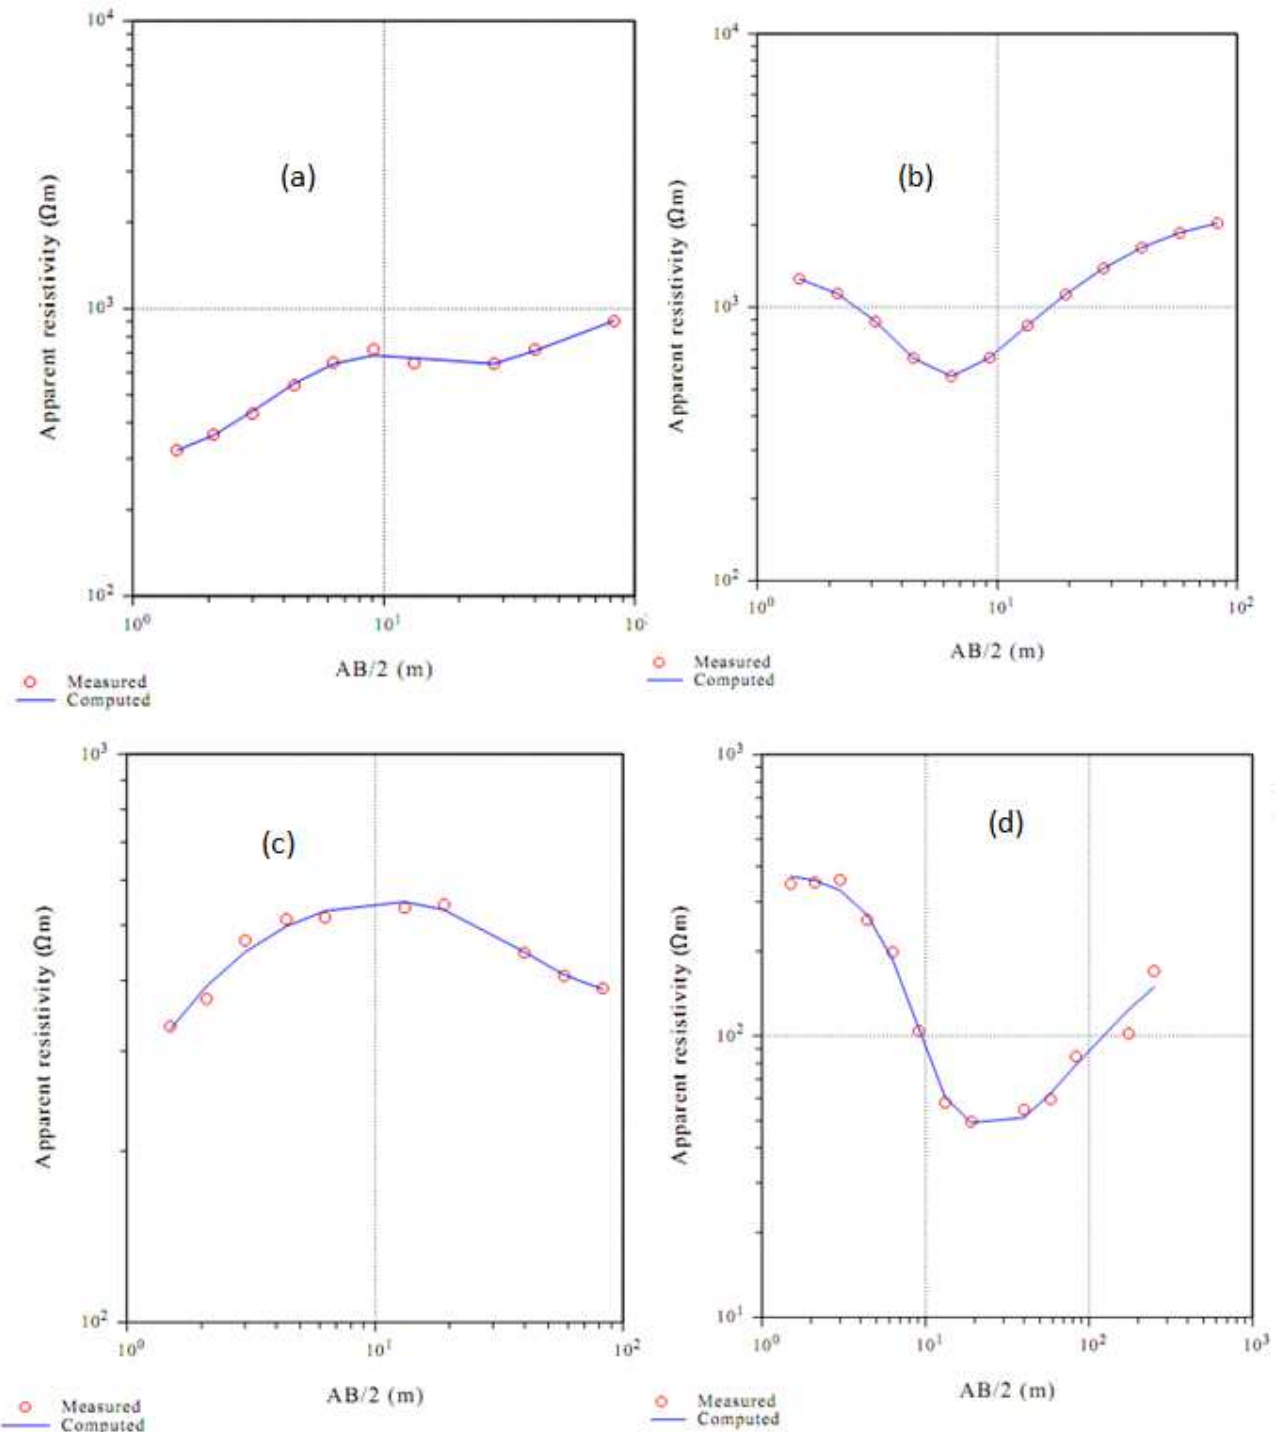 10⁴
(a)
Apparent resistivity (Ωm)
10³
10²
10⁰
10¹
10
AB/2 (m)
Measured
Computed
10⁴
(b)
Apparent resistivity (Ωm)
10³
10²
10⁰
10¹
10²
AB/2 (m)
Measured
Computed
10³
(c)
Apparent resistivity (Ωm)
10²
10⁰
10¹
10²
AB/2 (m)
Measured
Computed
10³
(d)
Apparent resistivity (Ωm)
10²
10¹
10⁰
10¹
10²
10³
AB/2 (m)
Measured
Computed